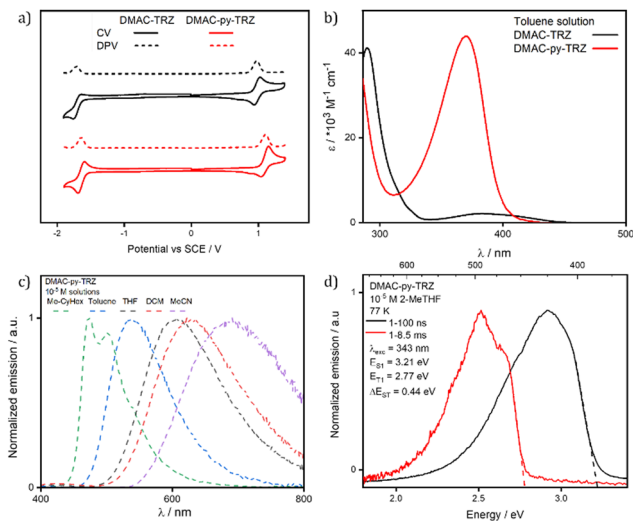 a)
DMAC-TRZ DMAC-py-TRZ
CV
DPV
-2 -1 0 1
Potential vs SCE / V
b)
Toluene solution
DMAC-TRZ
DMAC-py-TRZ
40
20
0
ε / *10³ M⁻¹ cm⁻¹
300 400 500
λ / nm
c)
DMAC-py-TRZ
10⁻⁵ M solutions
Me-CyHex Toluene THF DCM MeCN
1
0
Normalized emission / a.u.
400 600 800
λ / nm
d)
600 500 400
DMAC-py-TRZ
10⁻⁵ M 2-MeTHF
77 K
1-100 ns
1-8.5 ms
λexc = 343 nm
ES1 = 3.21 eV
ET1 = 2.77 eV
ΔEST = 0.44 eV
1
0
Normalized emission / a.u.
2.0 2.5 3.0
Energy / eV